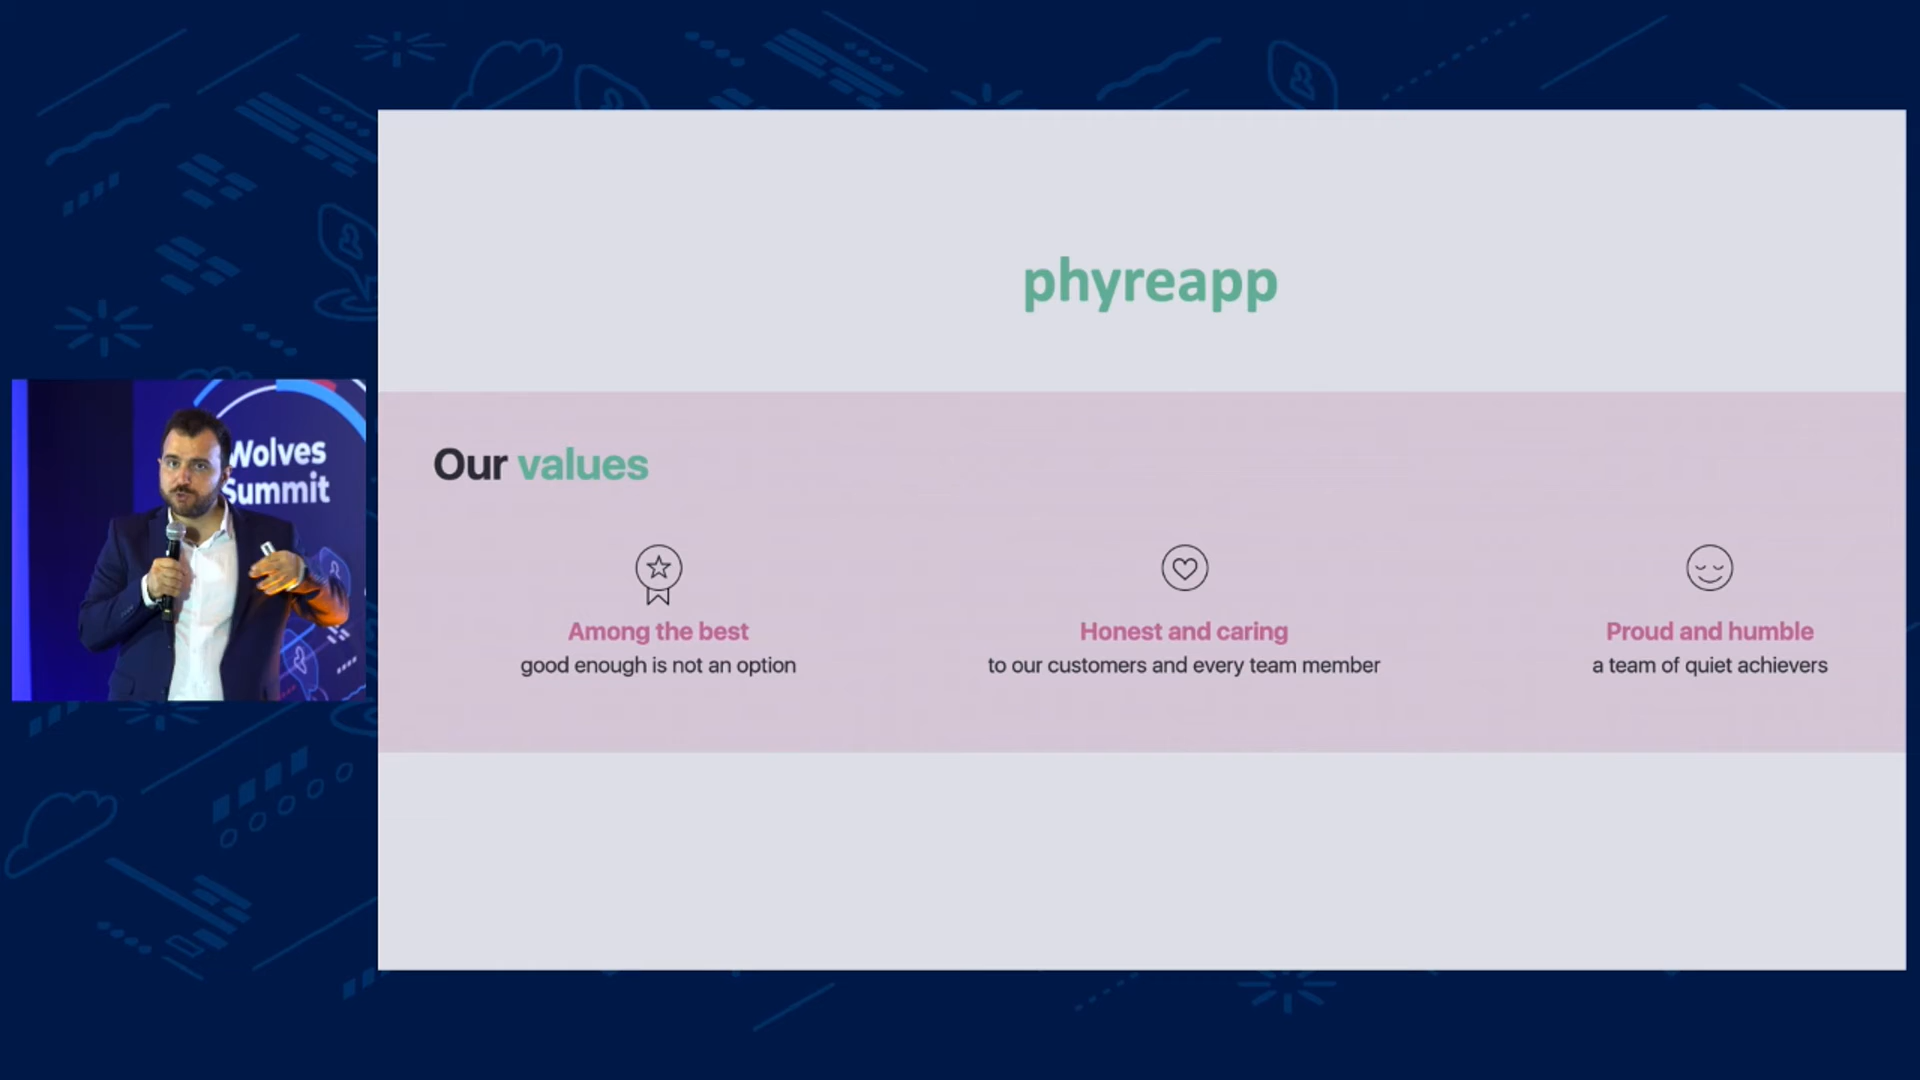 phyreapp
Our values
Among the best
good enough is not an option
Honest and caring
to our customers and every team member
Proud and humble
a team of quiet achievers
Wolves
Summit